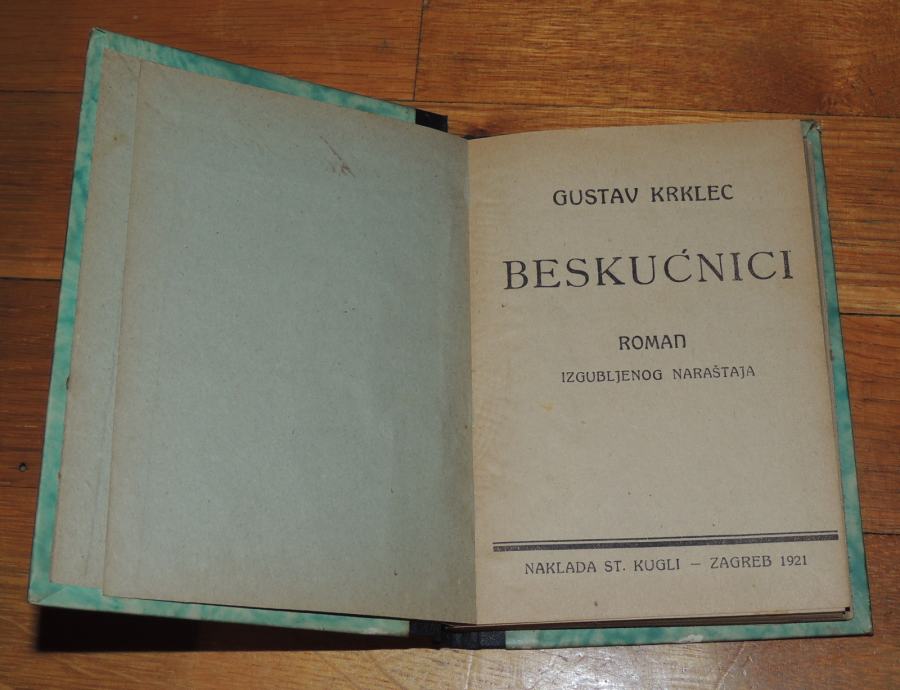 GUSTAV KRKLEC
BESKUĆNICI
ROMAN
IZGUBLJENOG NARAŠTAJA
NAKLADA ST. KUGLI — ZAGREB 1921